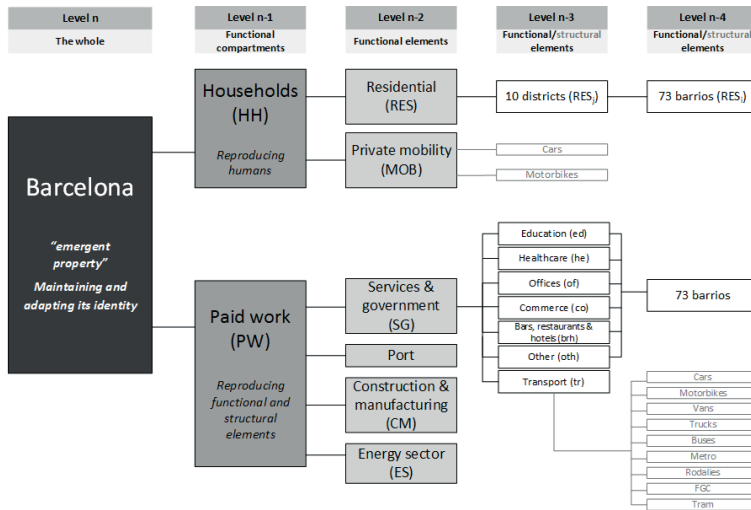 Level n
Level n-1
Level n-2
Level n-3
Level n-4
The whole
Functional
compartments
Functional elements
Functional/structural
elements
Functional/structural
elements
Barcelona
"emergent
property"
Maintaining and
adapting its identity
Households
(HH)
Reproducing
humans
Residential
(RES)
10 districts (RESj)
73 barrios (RESi)
Private mobility
(MOB)
Cars
Motorbikes
Paid work
(PW)
Reproducing
functional and
structural
elements
Services &
government
(SG)
Port
Construction &
manufacturing
(CM)
Energy sector
(ES)
Education (ed)
Healthcare (he)
Offices (of)
Commerce (co)
Bars, restaurants &
hotels (brh)
Other (oth)
Transport (tr)
73 barrios
Cars
Motorbikes
Vans
Trucks
Buses
Metro
Rodalies
FGC
Tram